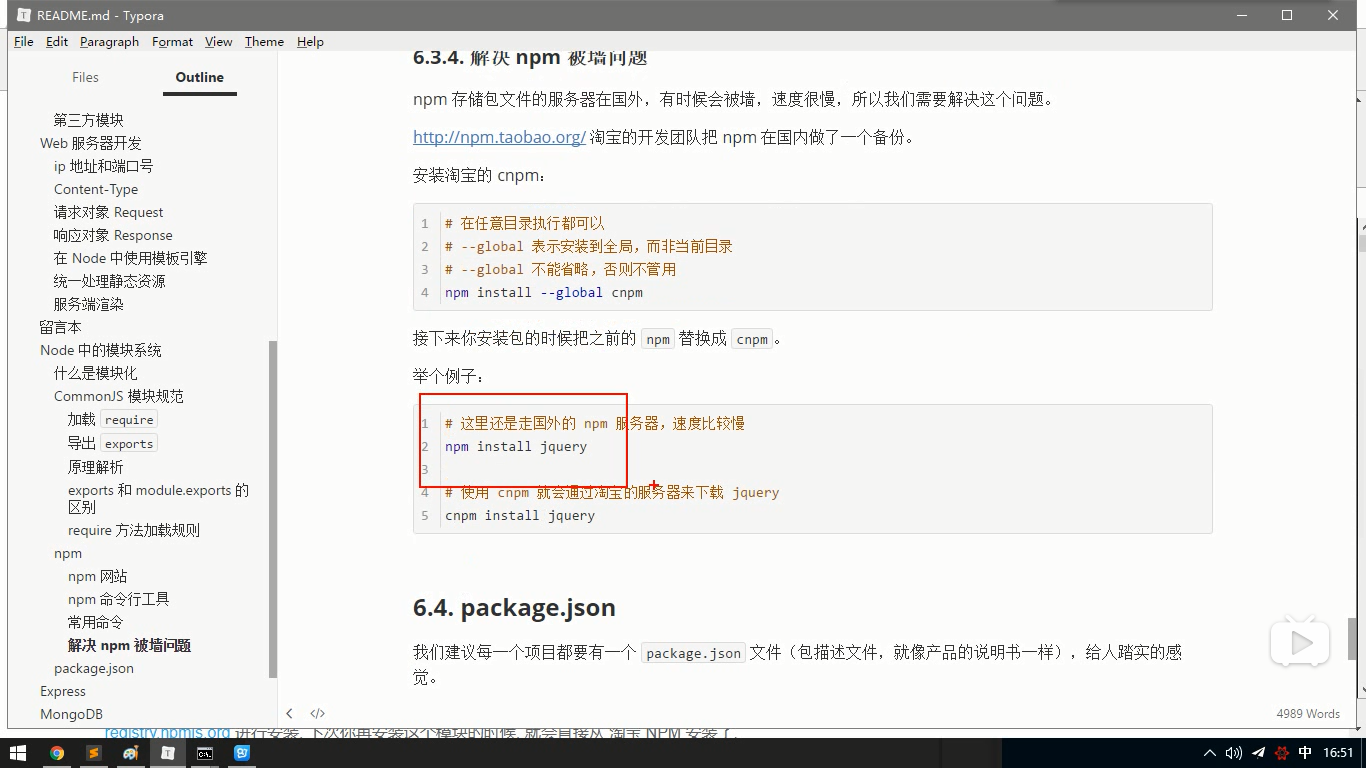 README.md - Typora
File Edit Paragraph Format View Theme Help
Files Outline
第三方模块
Web 服务器开发
ip 地址和端口号
Content-Type
请求对象 Request
响应对象 Response
在 Node 中使用模板引擎
统一处理静态资源
服务端渲染
留言本
Node 中的模块系统
什么是模块化
CommonJS 模块规范
加载 require
导出 exports
原理解析
exports 和 module.exports 的
区别
require 方法加载规则
npm
npm 网站
npm 命令行工具
常用命令
解决 npm 被墙问题
package.json
Express
MongoDB
6.3.4. 解决 npm 被墙问题
npm 存储包文件的服务器在国外，有时候会被墙，速度很慢，所以我们需要解决这个问题。
http://npm.taobao.org/ 淘宝的开发团队把 npm 在国内做了一个备份。
安装淘宝的 cnpm：
1 # 在任意目录执行都可以
2 # --global 表示安装到全局，而非当前目录
3 # --global 不能省略，否则不管用
4 npm install --global cnpm
接下来你安装包的时候把之前的 npm 替换成 cnpm。
举个例子：
1 # 这里还是走国外的 npm 服务器，速度比较慢
2 npm install jquery
3
4 # 使用 cnpm 就会通过淘宝的服务器来下载 jquery
5 cnpm install jquery
6.4. package.json
我们建议每一个项目都要有一个 package.json 文件（包描述文件，就像产品的说明书一样），给人踏实的感
觉。
4989 Words
registry.npmjs.org 进行安装. 下次你再安装这个模块的时候, 就会直接从 淘宝 NPM 安装了.
中 16:51